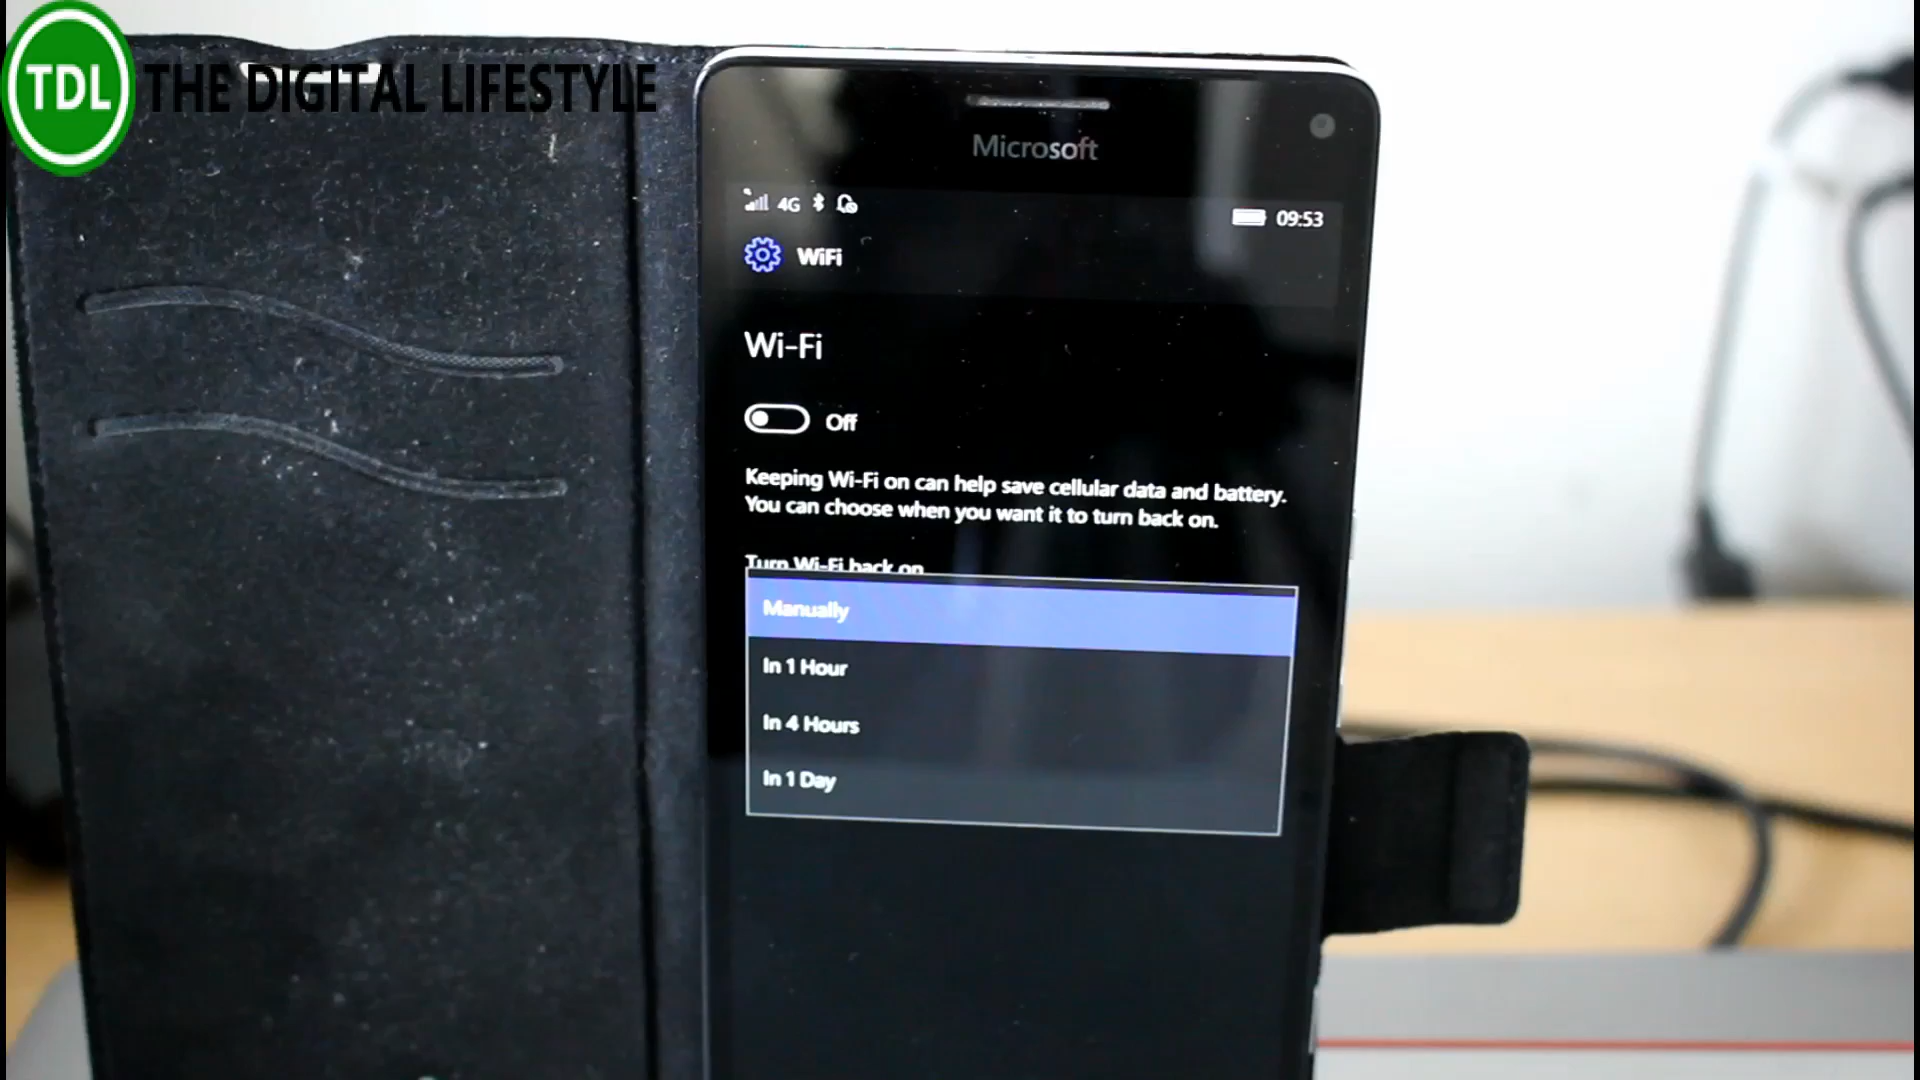 TDL THE DIGITAL LIFESTYLE
Microsoft
4G 09:53
WiFi
Wi-Fi
Off
Keeping Wi-Fi on can help save cellular data and battery.
You can choose when you want it to turn back on.
Turn Wi-Fi back on
Manually
In 1 Hour
In 4 Hours
In 1 Day